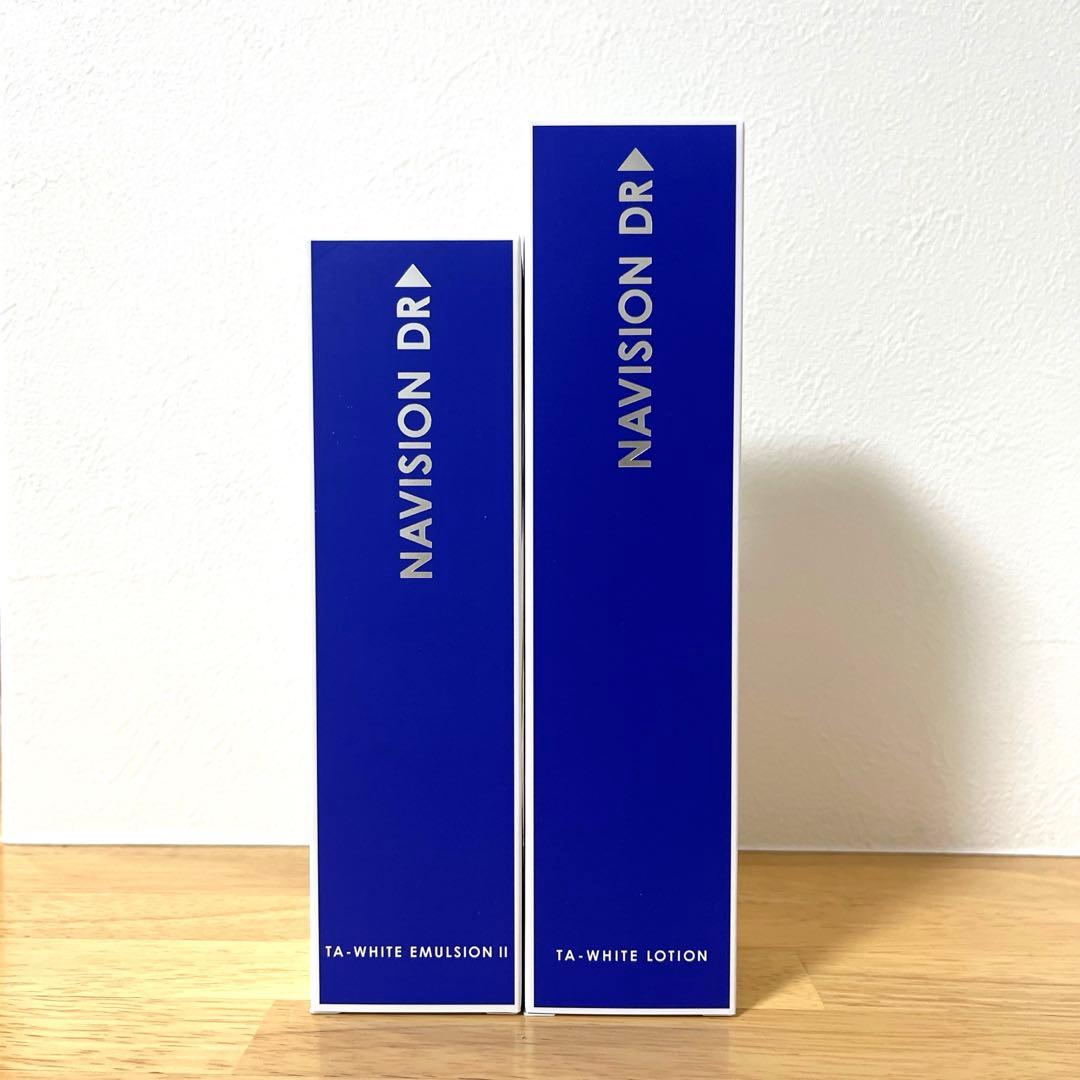 NAVISION DR
TA-WHITE EMULSION II
NAVISION DR
TA-WHITE LOTION